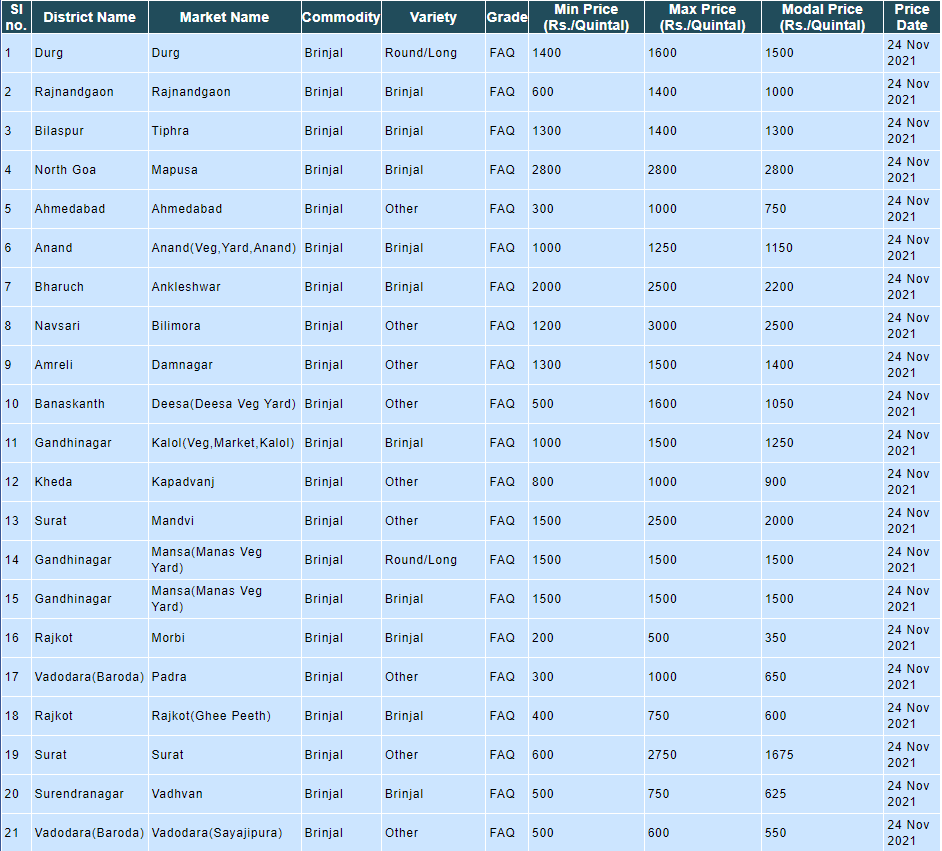 Sl no. District Name Market Name Commodity Variety Grade Min Price (Rs./Quintal) Max Price (Rs./Quintal) Modal Price (Rs./Quintal) Price Date
1 Durg Durg Brinjal Round/Long FAQ 1400 1600 1500 24 Nov 2021
2 Rajnandgaon Rajnandgaon Brinjal Brinjal FAQ 600 1400 1000 24 Nov 2021
3 Bilaspur Tiphra Brinjal Brinjal FAQ 1300 1400 1300 24 Nov 2021
4 North Goa Mapusa Brinjal Brinjal FAQ 2800 2800 2800 24 Nov 2021
5 Ahmedabad Ahmedabad Brinjal Other FAQ 300 1000 750 24 Nov 2021
6 Anand Anand(Veg,Yard,Anand) Brinjal Brinjal FAQ 1000 1250 1150 24 Nov 2021
7 Bharuch Ankleshwar Brinjal Brinjal FAQ 2000 2500 2200 24 Nov 2021
8 Navsari Bilimora Brinjal Other FAQ 1200 3000 2500 24 Nov 2021
9 Amreli Damnagar Brinjal Other FAQ 1300 1500 1400 24 Nov 2021
10 Banaskanth Deesa(Deesa Veg Yard) Brinjal Other FAQ 500 1600 1050 24 Nov 2021
11 Gandhinagar Kalol(Veg,Market,Kalol) Brinjal Brinjal FAQ 1000 1500 1250 24 Nov 2021
12 Kheda Kapadvanj Brinjal Other FAQ 800 1000 900 24 Nov 2021
13 Surat Mandvi Brinjal Other FAQ 1500 2500 2000 24 Nov 2021
14 Gandhinagar Mansa(Manas Veg Yard) Brinjal Round/Long FAQ 1500 1500 1500 24 Nov 2021
15 Gandhinagar Mansa(Manas Veg Yard) Brinjal Brinjal FAQ 1500 1500 1500 24 Nov 2021
16 Rajkot Morbi Brinjal Brinjal FAQ 200 500 350 24 Nov 2021
17 Vadodara(Baroda) Padra Brinjal Other FAQ 300 1000 650 24 Nov 2021
18 Rajkot Rajkot(Ghee Peeth) Brinjal Brinjal FAQ 400 750 600 24 Nov 2021
19 Surat Surat Brinjal Other FAQ 600 2750 1675 24 Nov 2021
20 Surendranagar Vadhvan Brinjal Brinjal FAQ 500 750 625 24 Nov 2021
21 Vadodara(Baroda) Vadodara(Sayajipura) Brinjal Other FAQ 500 600 550 24 Nov 2021